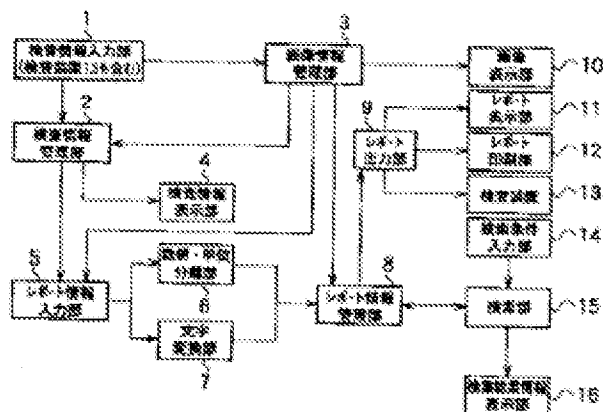 1
検査情報入力部
(検査装置13を含む)
2
検査情報
管理部
3
画像情報
管理部
4
検査情報
表示部
5
レポート情報
入力部
数値・単位
分離部
6
文字
変換部
7
8
レポート情報
管理部
9
レポート
出力部
画像
表示部
10
レポート
表示部
11
レポート
印刷部
12
検査装置
13
検索条件
入力部
14
検索部
15
検索結果情報
表示部
16